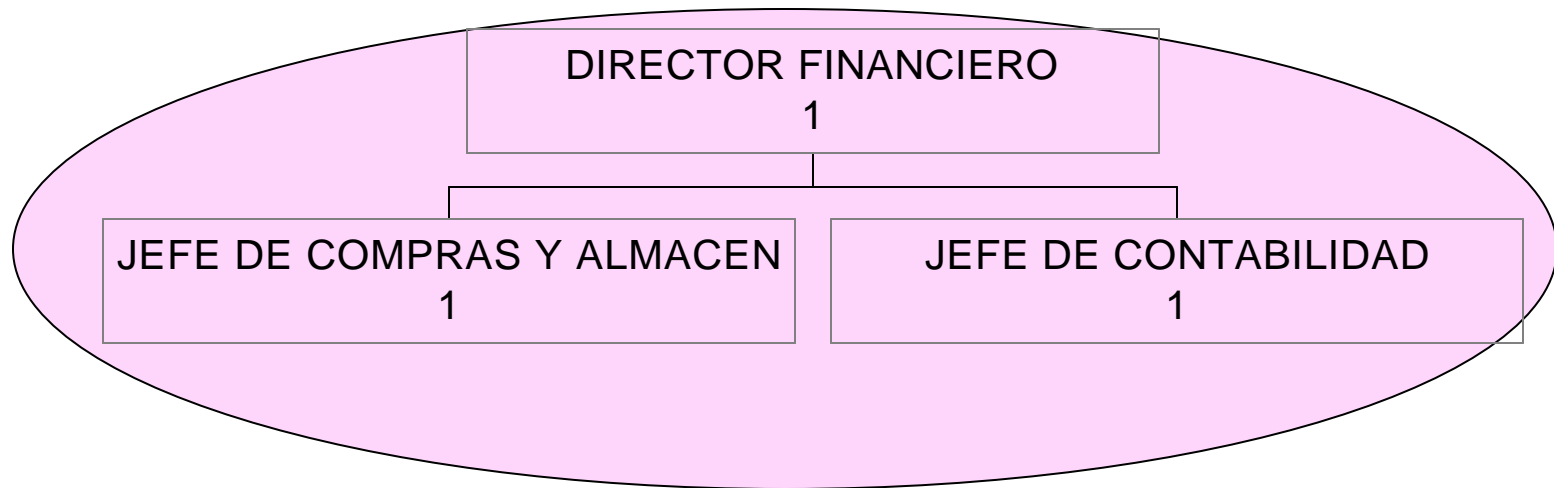 DIRECTOR FINANCIERO
1
JEFE DE COMPRAS Y ALMACEN
1
JEFE DE CONTABILIDAD
1